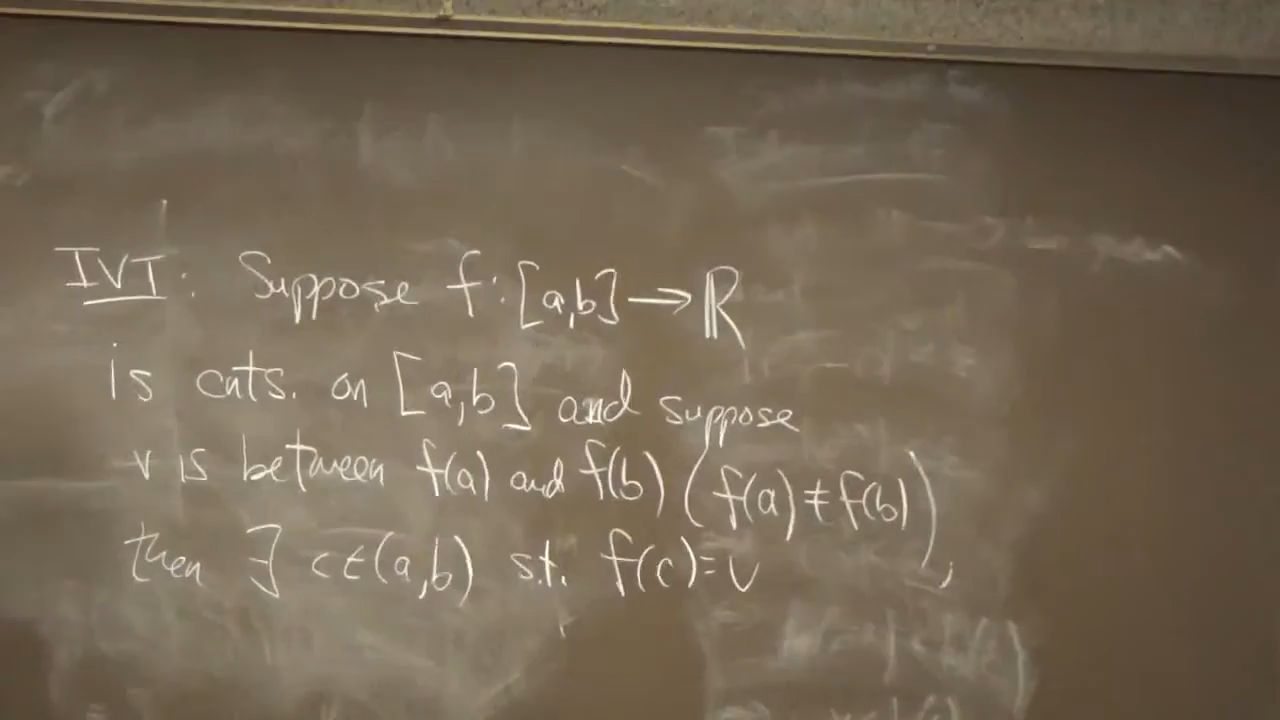 IVT: Suppose f:[a,b]→ℝ
is cnts. on [a,b] and suppose
v is between f(a) and f(b) (f(a)≠f(b)),
then ∃ c∈(a,b) s.t. f(c)=v